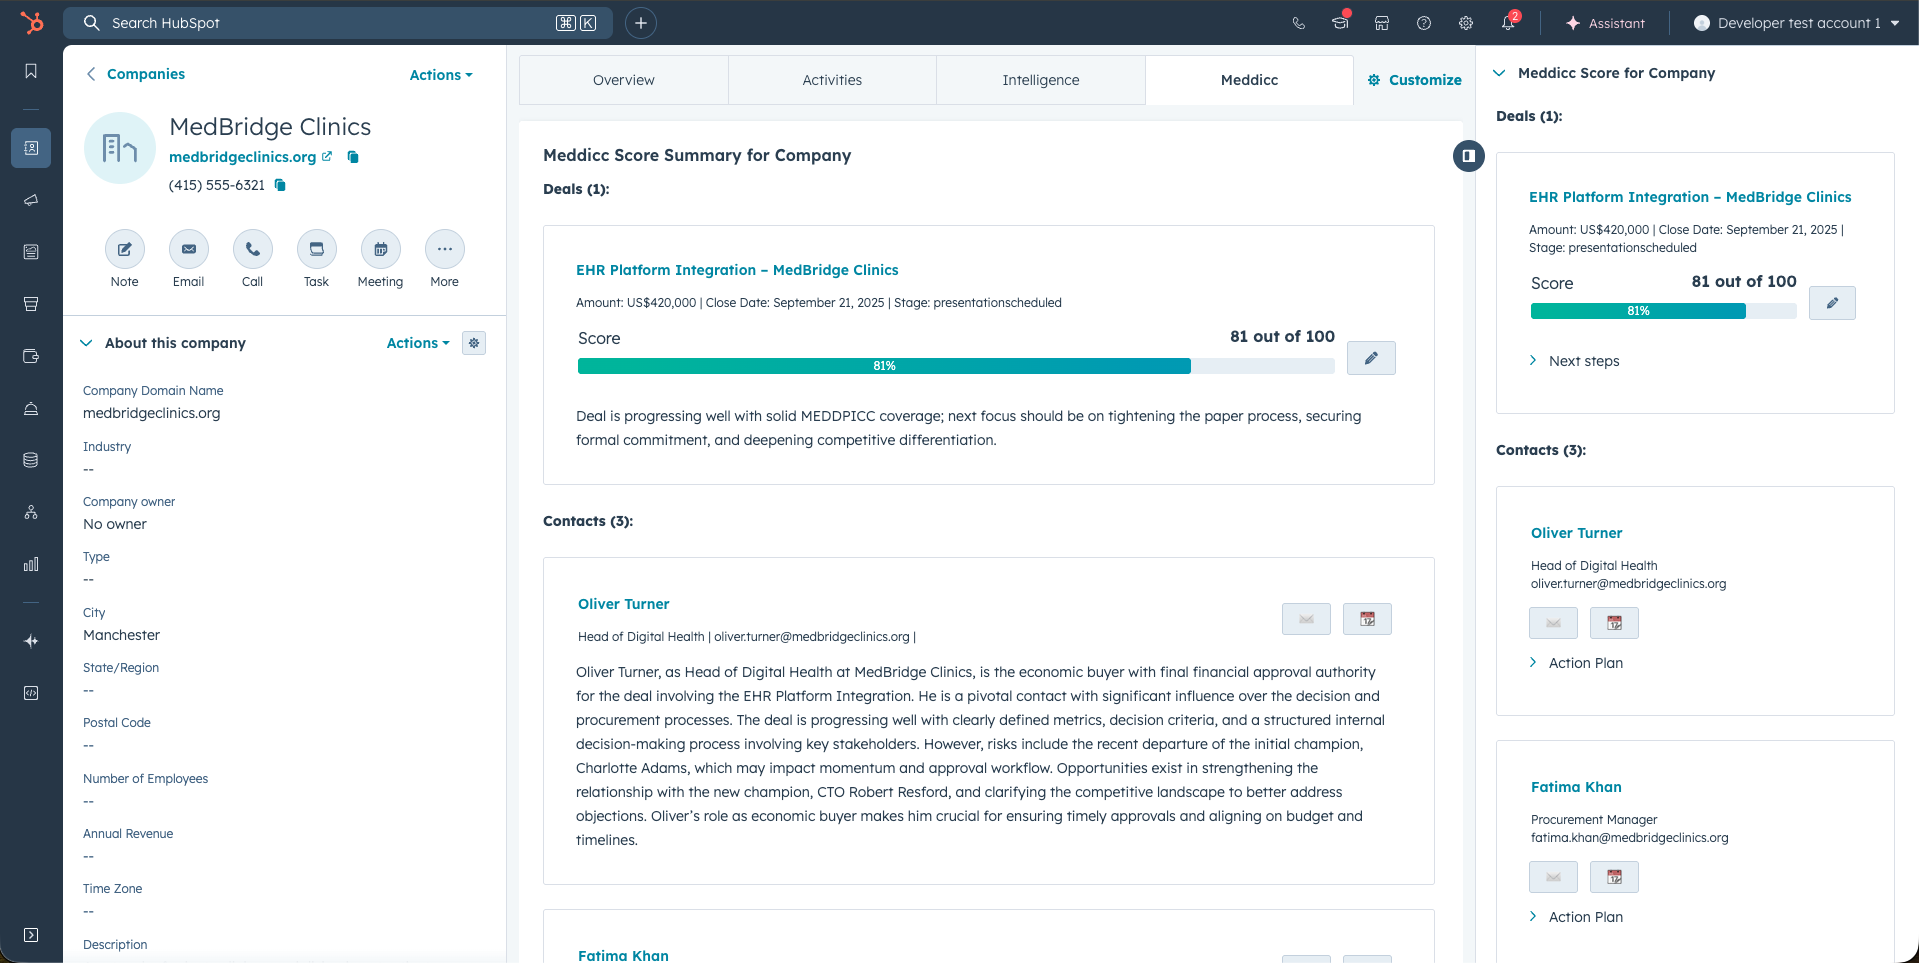 Search HubSpot
⌘ K
2
Assistant
Developer test account 1
Companies
Actions
MedBridge Clinics
medbridgeclinics.org
(415) 555-6321
Note
Email
Call
Task
Meeting
More
About this company
Actions
Company Domain Name
medbridgeclinics.org
Industry
--
Company owner
No owner
Type
--
City
Manchester
State/Region
--
Postal Code
--
Number of Employees
--
Annual Revenue
--
Time Zone
--
Description
Overview
Activities
Intelligence
Meddicc
Customize
Meddicc Score Summary for Company
Deals (1):
EHR Platform Integration – MedBridge Clinics
Amount: US$420,000 | Close Date: September 21, 2025 | Stage: presentationscheduled
Score
81 out of 100
81%
Deal is progressing well with solid MEDDPICC coverage; next focus should be on tightening the paper process, securing
formal commitment, and deepening competitive differentiation.
Contacts (3):
Oliver Turner
Head of Digital Health | oliver.turner@medbridgeclinics.org |
Oliver Turner, as Head of Digital Health at MedBridge Clinics, is the economic buyer with final financial approval authority
for the deal involving the EHR Platform Integration. He is a pivotal contact with significant influence over the decision and
procurement processes. The deal is progressing well with clearly defined metrics, decision criteria, and a structured internal
decision-making process involving key stakeholders. However, risks include the recent departure of the initial champion,
Charlotte Adams, which may impact momentum and approval workflow. Opportunities exist in strengthening the
relationship with the new champion, CTO Robert Resford, and clarifying the competitive landscape to better address
objections. Oliver’s role as economic buyer makes him crucial for ensuring timely approvals and aligning on budget and
timelines.
Fatima Khan
Meddicc Score for Company
Deals (1):
EHR Platform Integration – MedBridge Clinics
Amount: US$420,000 | Close Date: September 21, 2025 |
Stage: presentationscheduled
Score
81 out of 100
81%
Next steps
Contacts (3):
Oliver Turner
Head of Digital Health
oliver.turner@medbridgeclinics.org
Action Plan
Fatima Khan
Procurement Manager
fatima.khan@medbridgeclinics.org
Action Plan